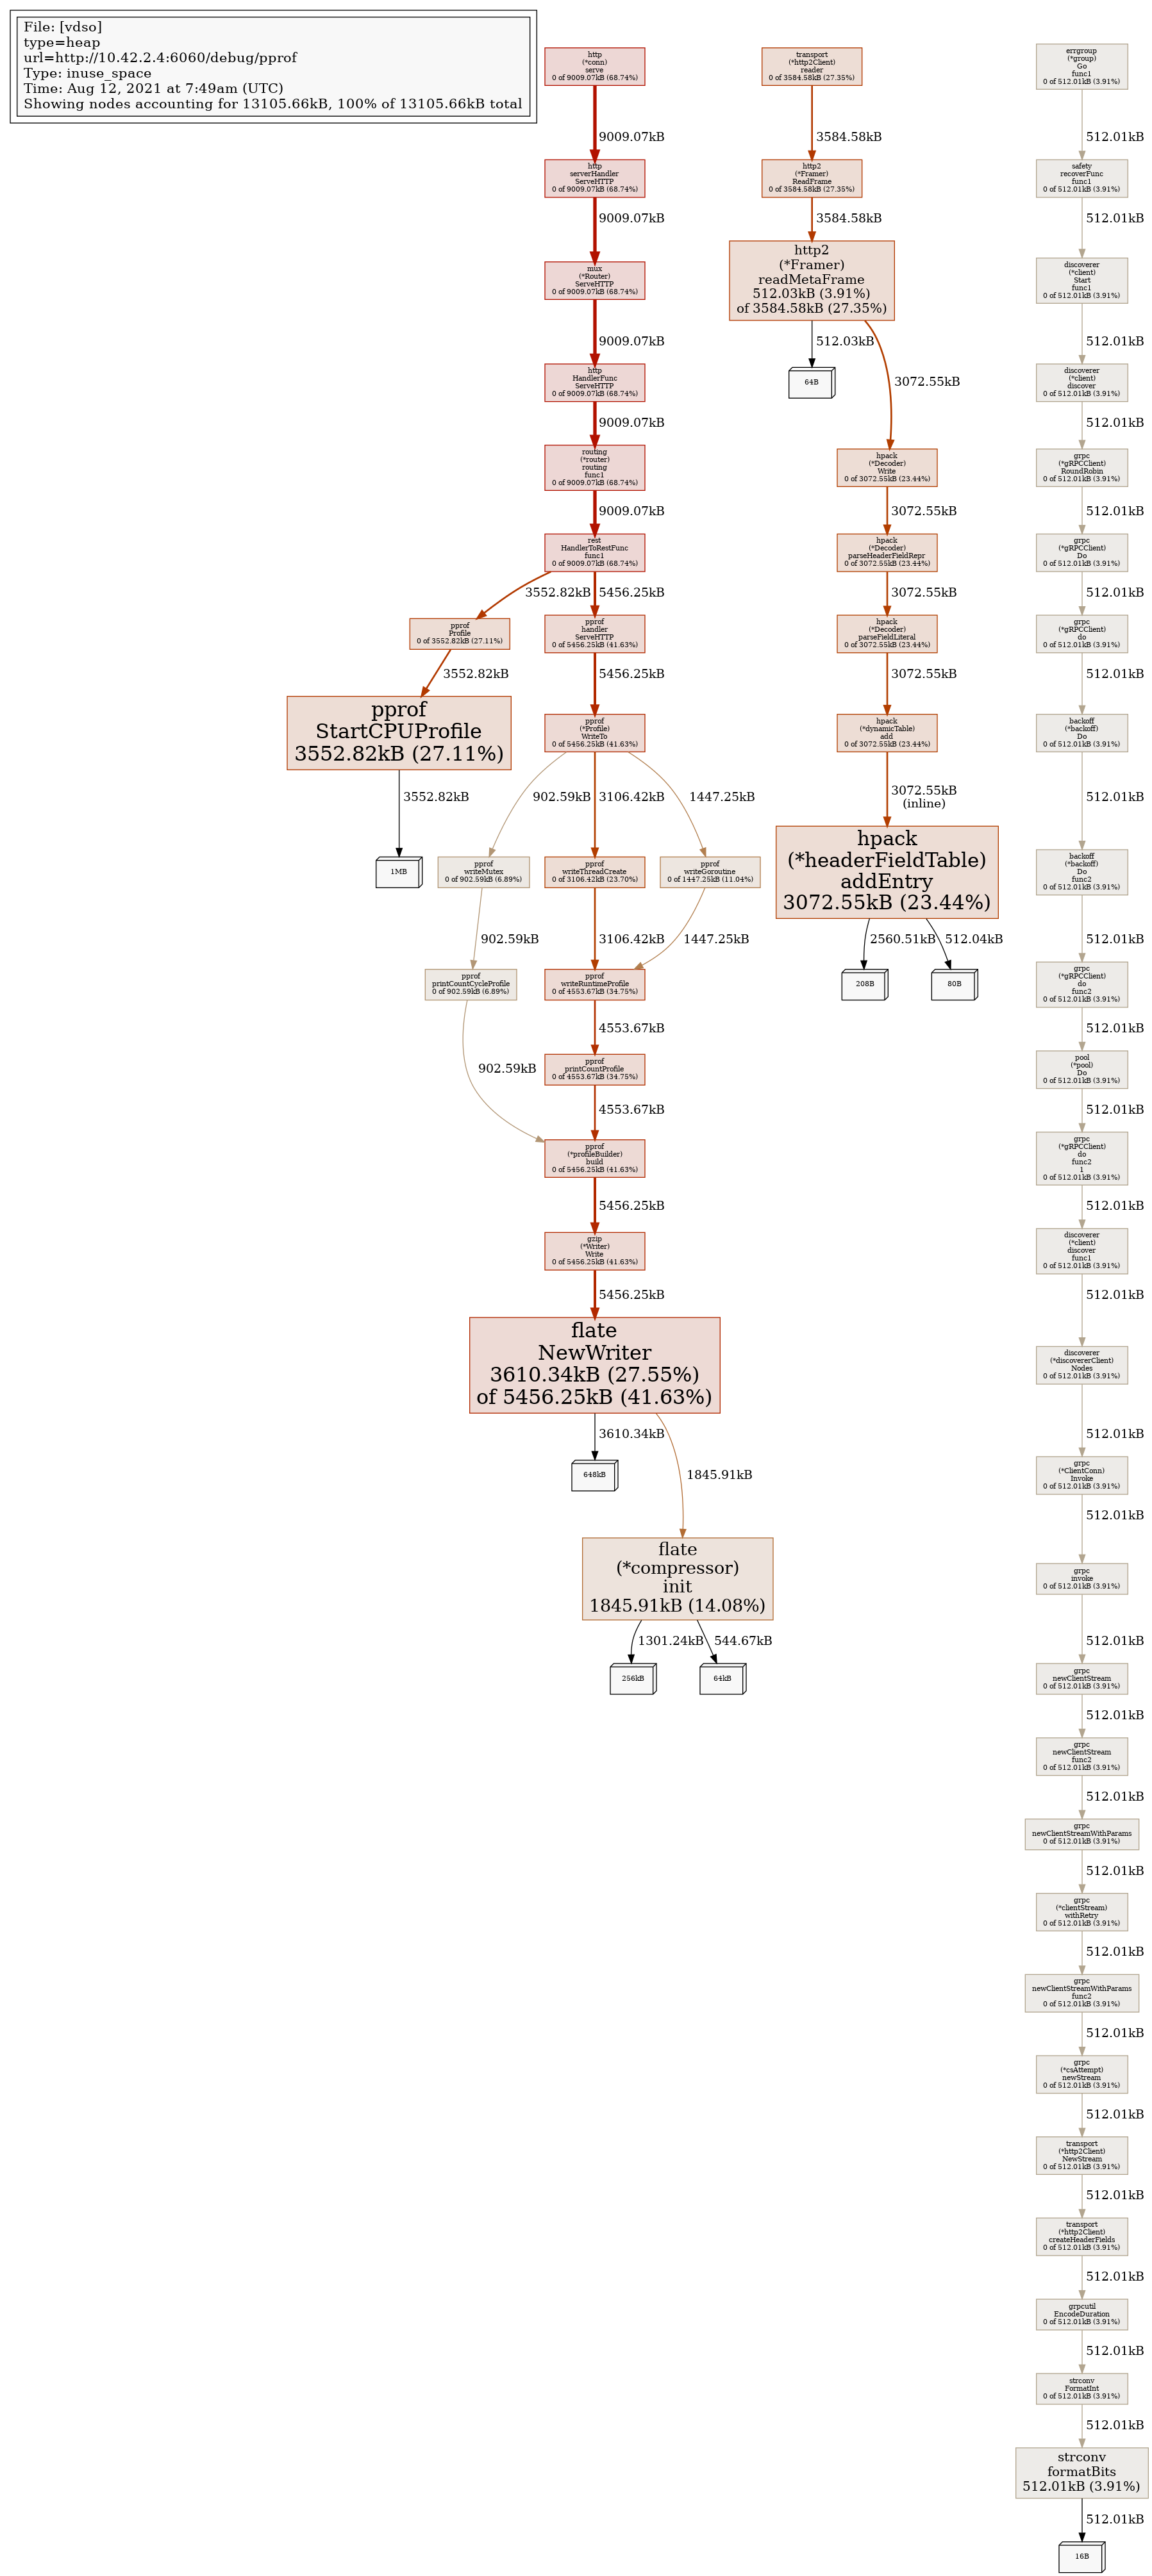 File: [vdso]
type=heap
url=http://10.42.2.4:6060/debug/pprof
Type: inuse_space
Time: Aug 12, 2021 at 7:49am (UTC)
Showing nodes accounting for 13105.66kB, 100% of 13105.66kB total
http
(*conn)
serve
0 of 9009.07kB (68.74%)
9009.07kB
http
serverHandler
ServeHTTP
0 of 9009.07kB (68.74%)
9009.07kB
mux
(*Router)
ServeHTTP
0 of 9009.07kB (68.74%)
9009.07kB
http
HandlerFunc
ServeHTTP
0 of 9009.07kB (68.74%)
9009.07kB
routing
(*router)
routing
func1
0 of 9009.07kB (68.74%)
9009.07kB
rest
HandlerToRestFunc
func1
0 of 9009.07kB (68.74%)
3552.82kB
5456.25kB
pprof
Profile
0 of 3552.82kB (27.11%)
3552.82kB
pprof
StartCPUProfile
3552.82kB (27.11%)
3552.82kB
1MB
pprof
handler
ServeHTTP
0 of 5456.25kB (41.63%)
5456.25kB
pprof
(*Profile)
WriteTo
0 of 5456.25kB (41.63%)
902.59kB
3106.42kB
1447.25kB
pprof
writeMutex
0 of 902.59kB (6.89%)
902.59kB
pprof
printCountCycleProfile
0 of 902.59kB (6.89%)
902.59kB
pprof
writeThreadCreate
0 of 3106.42kB (23.70%)
3106.42kB
pprof
writeGoroutine
0 of 1447.25kB (11.04%)
1447.25kB
pprof
writeRuntimeProfile
0 of 4553.67kB (34.75%)
4553.67kB
pprof
printCountProfile
0 of 4553.67kB (34.75%)
4553.67kB
pprof
(*profileBuilder)
build
0 of 5456.25kB (41.63%)
5456.25kB
gzip
(*Writer)
Write
0 of 5456.25kB (41.63%)
5456.25kB
flate
NewWriter
3610.34kB (27.55%)
of 5456.25kB (41.63%)
3610.34kB
648kB
1845.91kB
flate
(*compressor)
init
1845.91kB (14.08%)
1301.24kB
544.67kB
256kB
64kB
transport
(*http2Client)
reader
0 of 3584.58kB (27.35%)
3584.58kB
http2
(*Framer)
ReadFrame
0 of 3584.58kB (27.35%)
3584.58kB
http2
(*Framer)
readMetaFrame
512.03kB (3.91%)
of 3584.58kB (27.35%)
512.03kB
64B
3072.55kB
hpack
(*Decoder)
Write
0 of 3072.55kB (23.44%)
3072.55kB
hpack
(*Decoder)
parseHeaderFieldRepr
0 of 3072.55kB (23.44%)
3072.55kB
hpack
(*Decoder)
parseFieldLiteral
0 of 3072.55kB (23.44%)
3072.55kB
hpack
(*dynamicTable)
add
0 of 3072.55kB (23.44%)
3072.55kB
(inline)
hpack
(*headerFieldTable)
addEntry
3072.55kB (23.44%)
2560.51kB
512.04kB
208B
80B
errgroup
(*group)
Go
func1
0 of 512.01kB (3.91%)
512.01kB
safety
recoverFunc
func1
0 of 512.01kB (3.91%)
512.01kB
discoverer
(*client)
Start
func1
0 of 512.01kB (3.91%)
512.01kB
discoverer
(*client)
discover
0 of 512.01kB (3.91%)
512.01kB
grpc
(*gRPCClient)
RoundRobin
0 of 512.01kB (3.91%)
512.01kB
grpc
(*gRPCClient)
Do
0 of 512.01kB (3.91%)
512.01kB
grpc
(*gRPCClient)
do
0 of 512.01kB (3.91%)
512.01kB
backoff
(*backoff)
Do
0 of 512.01kB (3.91%)
512.01kB
backoff
(*backoff)
Do
func2
0 of 512.01kB (3.91%)
512.01kB
grpc
(*gRPCClient)
do
func2
0 of 512.01kB (3.91%)
512.01kB
pool
(*pool)
Do
0 of 512.01kB (3.91%)
512.01kB
grpc
(*gRPCClient)
do
func2
1
0 of 512.01kB (3.91%)
512.01kB
discoverer
(*client)
discover
func1
0 of 512.01kB (3.91%)
512.01kB
discoverer
(*discovererClient)
Nodes
0 of 512.01kB (3.91%)
512.01kB
grpc
(*ClientConn)
Invoke
0 of 512.01kB (3.91%)
512.01kB
grpc
invoke
0 of 512.01kB (3.91%)
512.01kB
grpc
newClientStream
0 of 512.01kB (3.91%)
512.01kB
grpc
newClientStream
func2
0 of 512.01kB (3.91%)
512.01kB
grpc
newClientStreamWithParams
0 of 512.01kB (3.91%)
512.01kB
grpc
(*clientStream)
withRetry
0 of 512.01kB (3.91%)
512.01kB
grpc
newClientStreamWithParams
func2
0 of 512.01kB (3.91%)
512.01kB
grpc
(*csAttempt)
newStream
0 of 512.01kB (3.91%)
512.01kB
transport
(*http2Client)
NewStream
0 of 512.01kB (3.91%)
512.01kB
transport
(*http2Client)
createHeaderFields
0 of 512.01kB (3.91%)
512.01kB
grpcutil
EncodeDuration
0 of 512.01kB (3.91%)
512.01kB
strconv
FormatInt
0 of 512.01kB (3.91%)
512.01kB
strconv
formatBits
512.01kB (3.91%)
512.01kB
16B